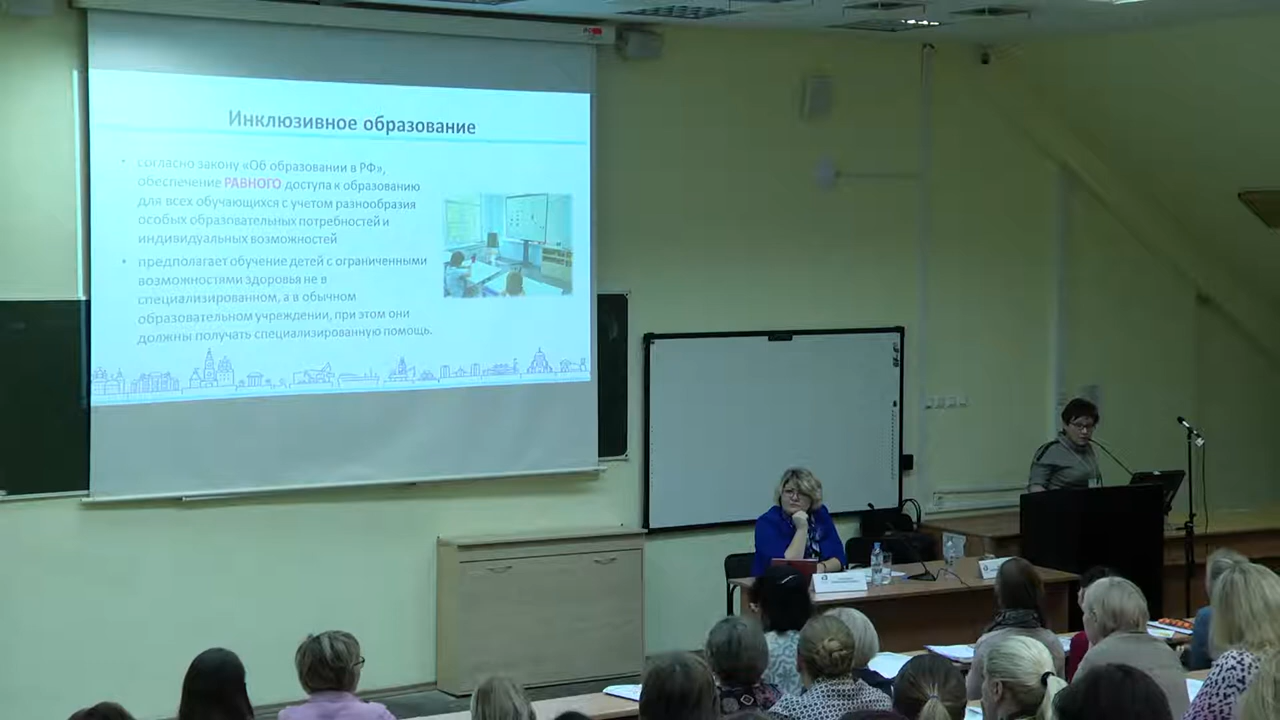 Инклюзивное образование
• согласно закону «Об образовании в РФ»,
обеспечение РАВНОГО доступа к образованию
для всех обучающихся с учетом разнообразия
особых образовательных потребностей и
индивидуальных возможностей
• предполагает обучение детей с ограниченными
возможностями здоровья не в
специализированном, а в обычном
образовательном учреждении, при этом они
должны получать специализированную помощь.